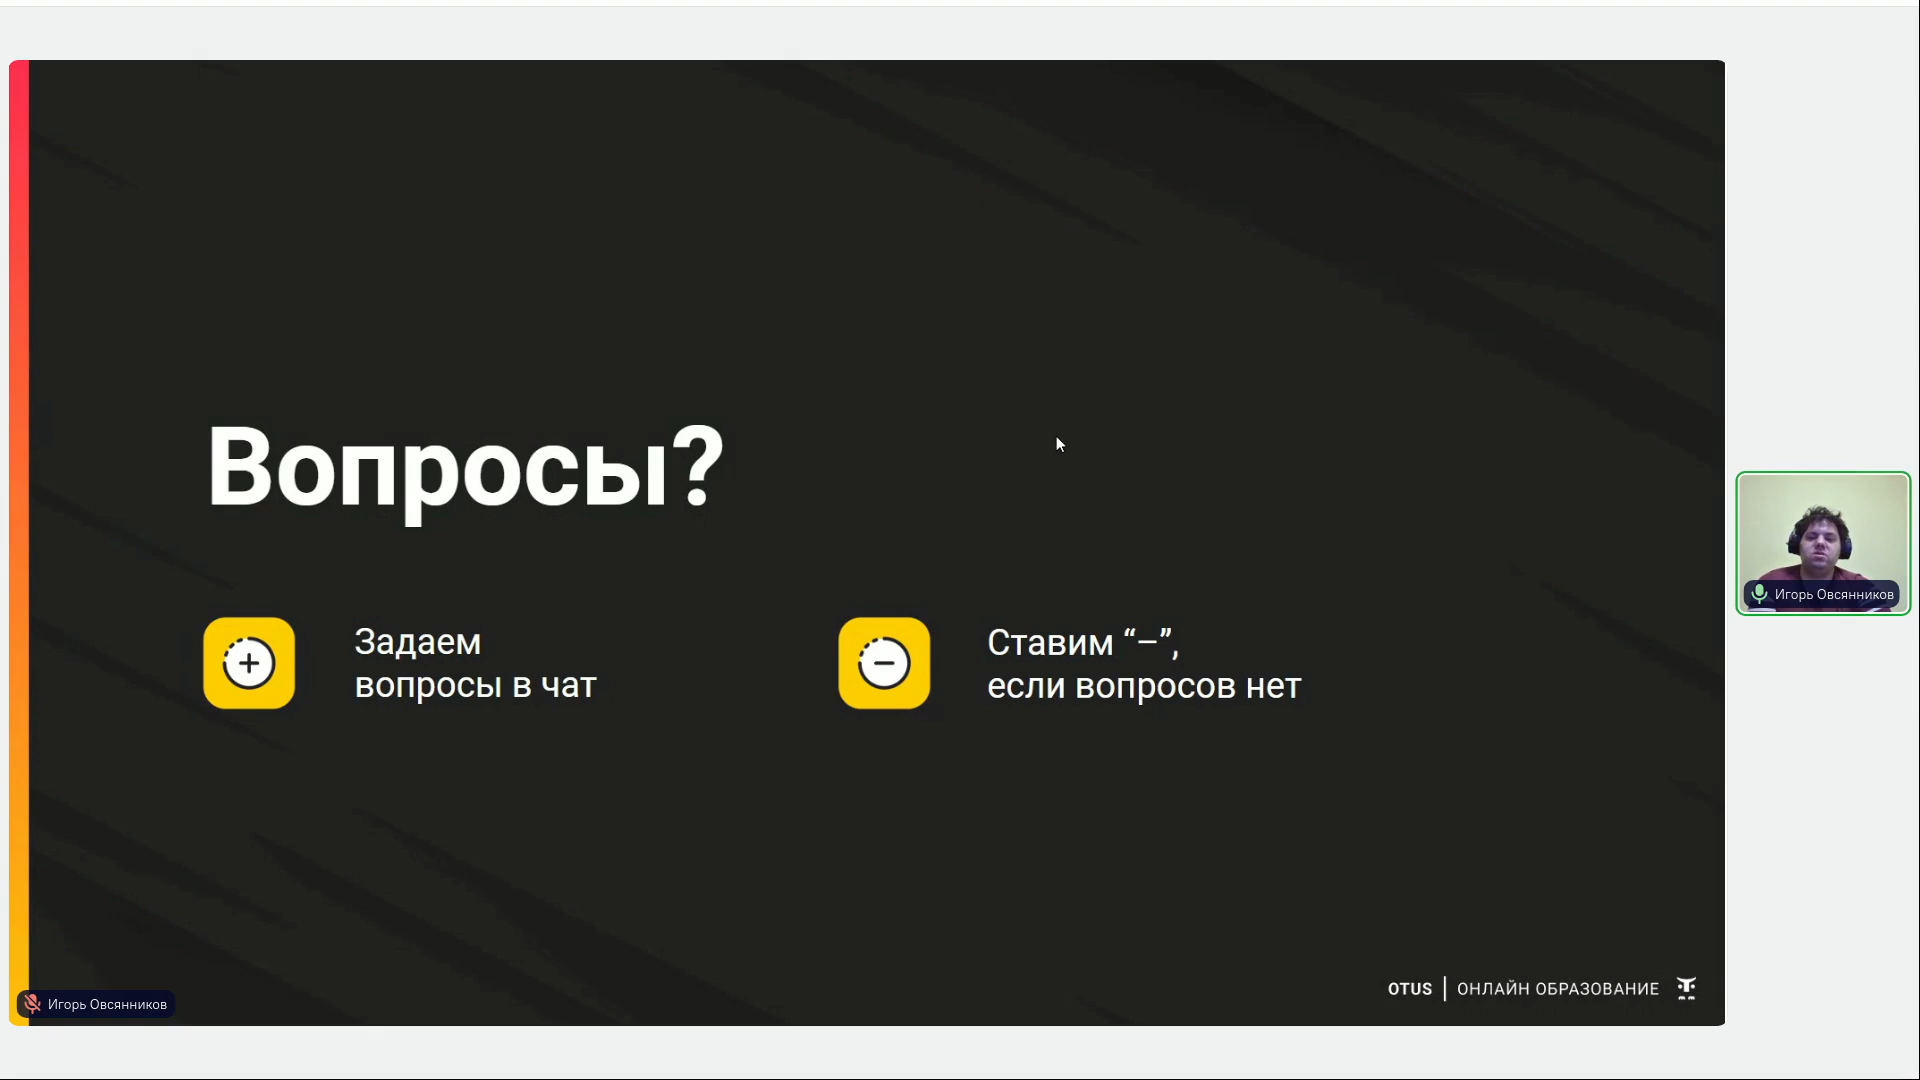 Вопросы?
Задаем
вопросы в чат
Ставим “–”,
если вопросов нет
Игорь Овсянников
OTUS | ОНЛАЙН ОБРАЗОВАНИЕ
Игорь Овсянников